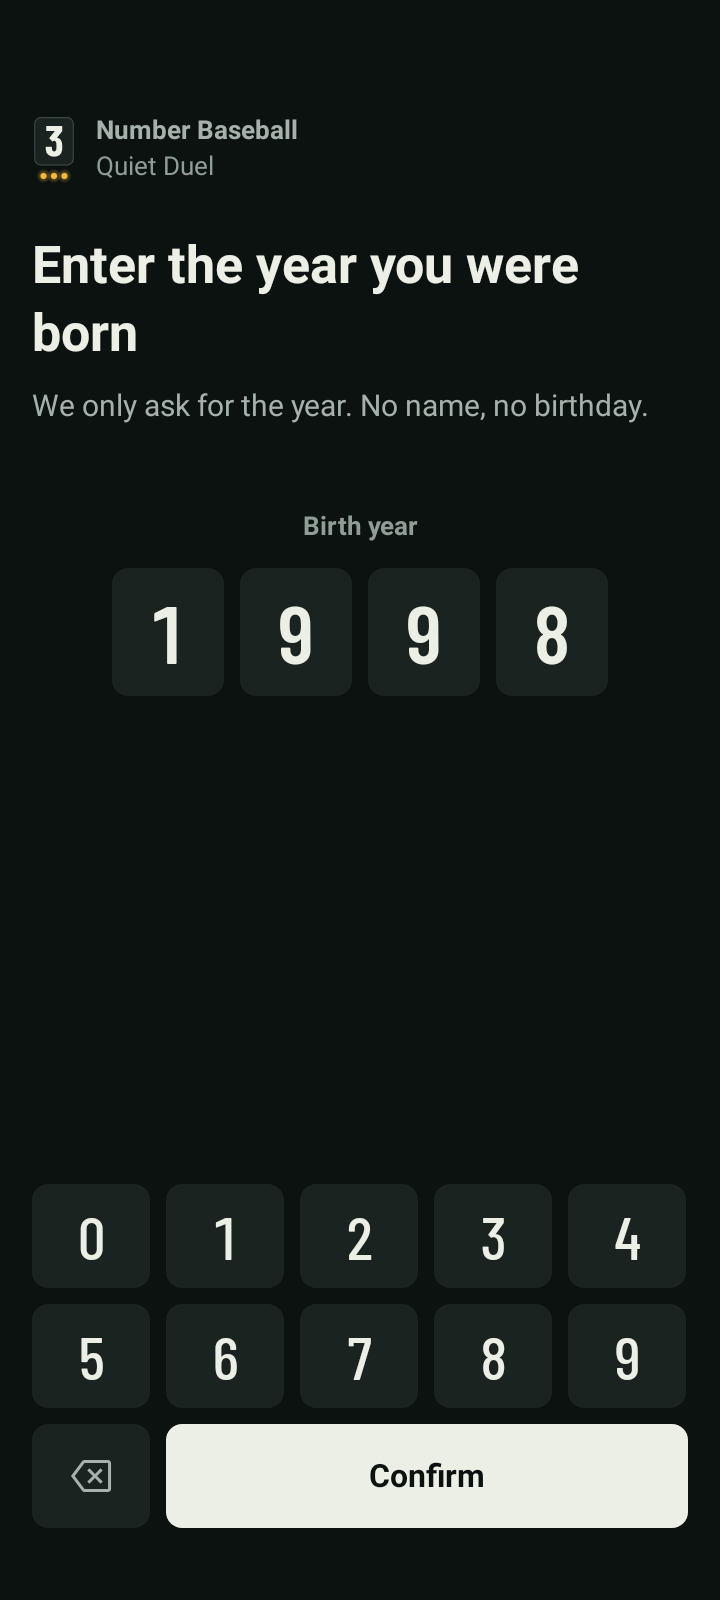 3
Number Baseball
Quiet Duel
Enter the year you were
born
We only ask for the year. No name, no birthday.
Birth year
1 9 9 8
0 1 2 3 4
5 6 7 8 9
Confirm